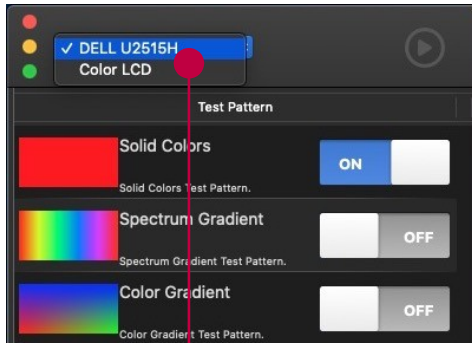 ✓ DELL U2515H
Color LCD
Test Pattern
Solid Colors
ON
Solid Colors Test Pattern.
Spectrum Gradient
OFF
Spectrum Gradient Test Pattern.
Color Gradient
OFF
Color Gradient Test Pattern.